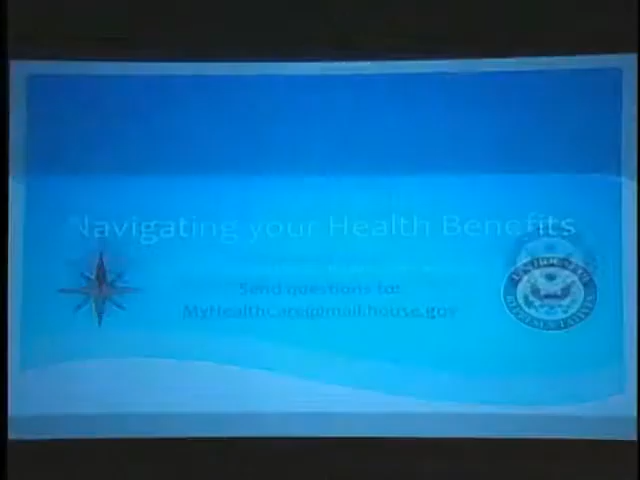 Navigating your Health Benefits
Send questions to:
MyHealthcare@mail.house.gov